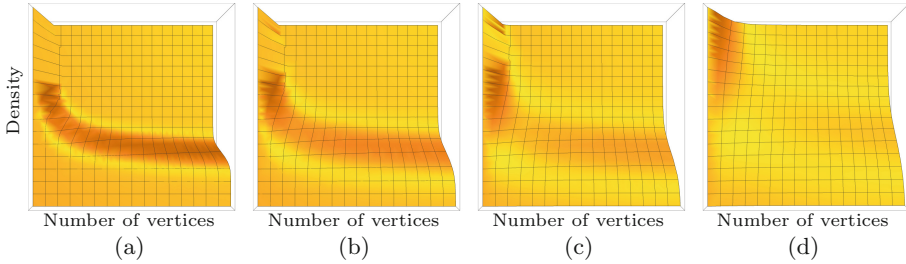 Density
Number of vertices
Number of vertices
Number of vertices
Number of vertices
(a)
(b)
(c)
(d)